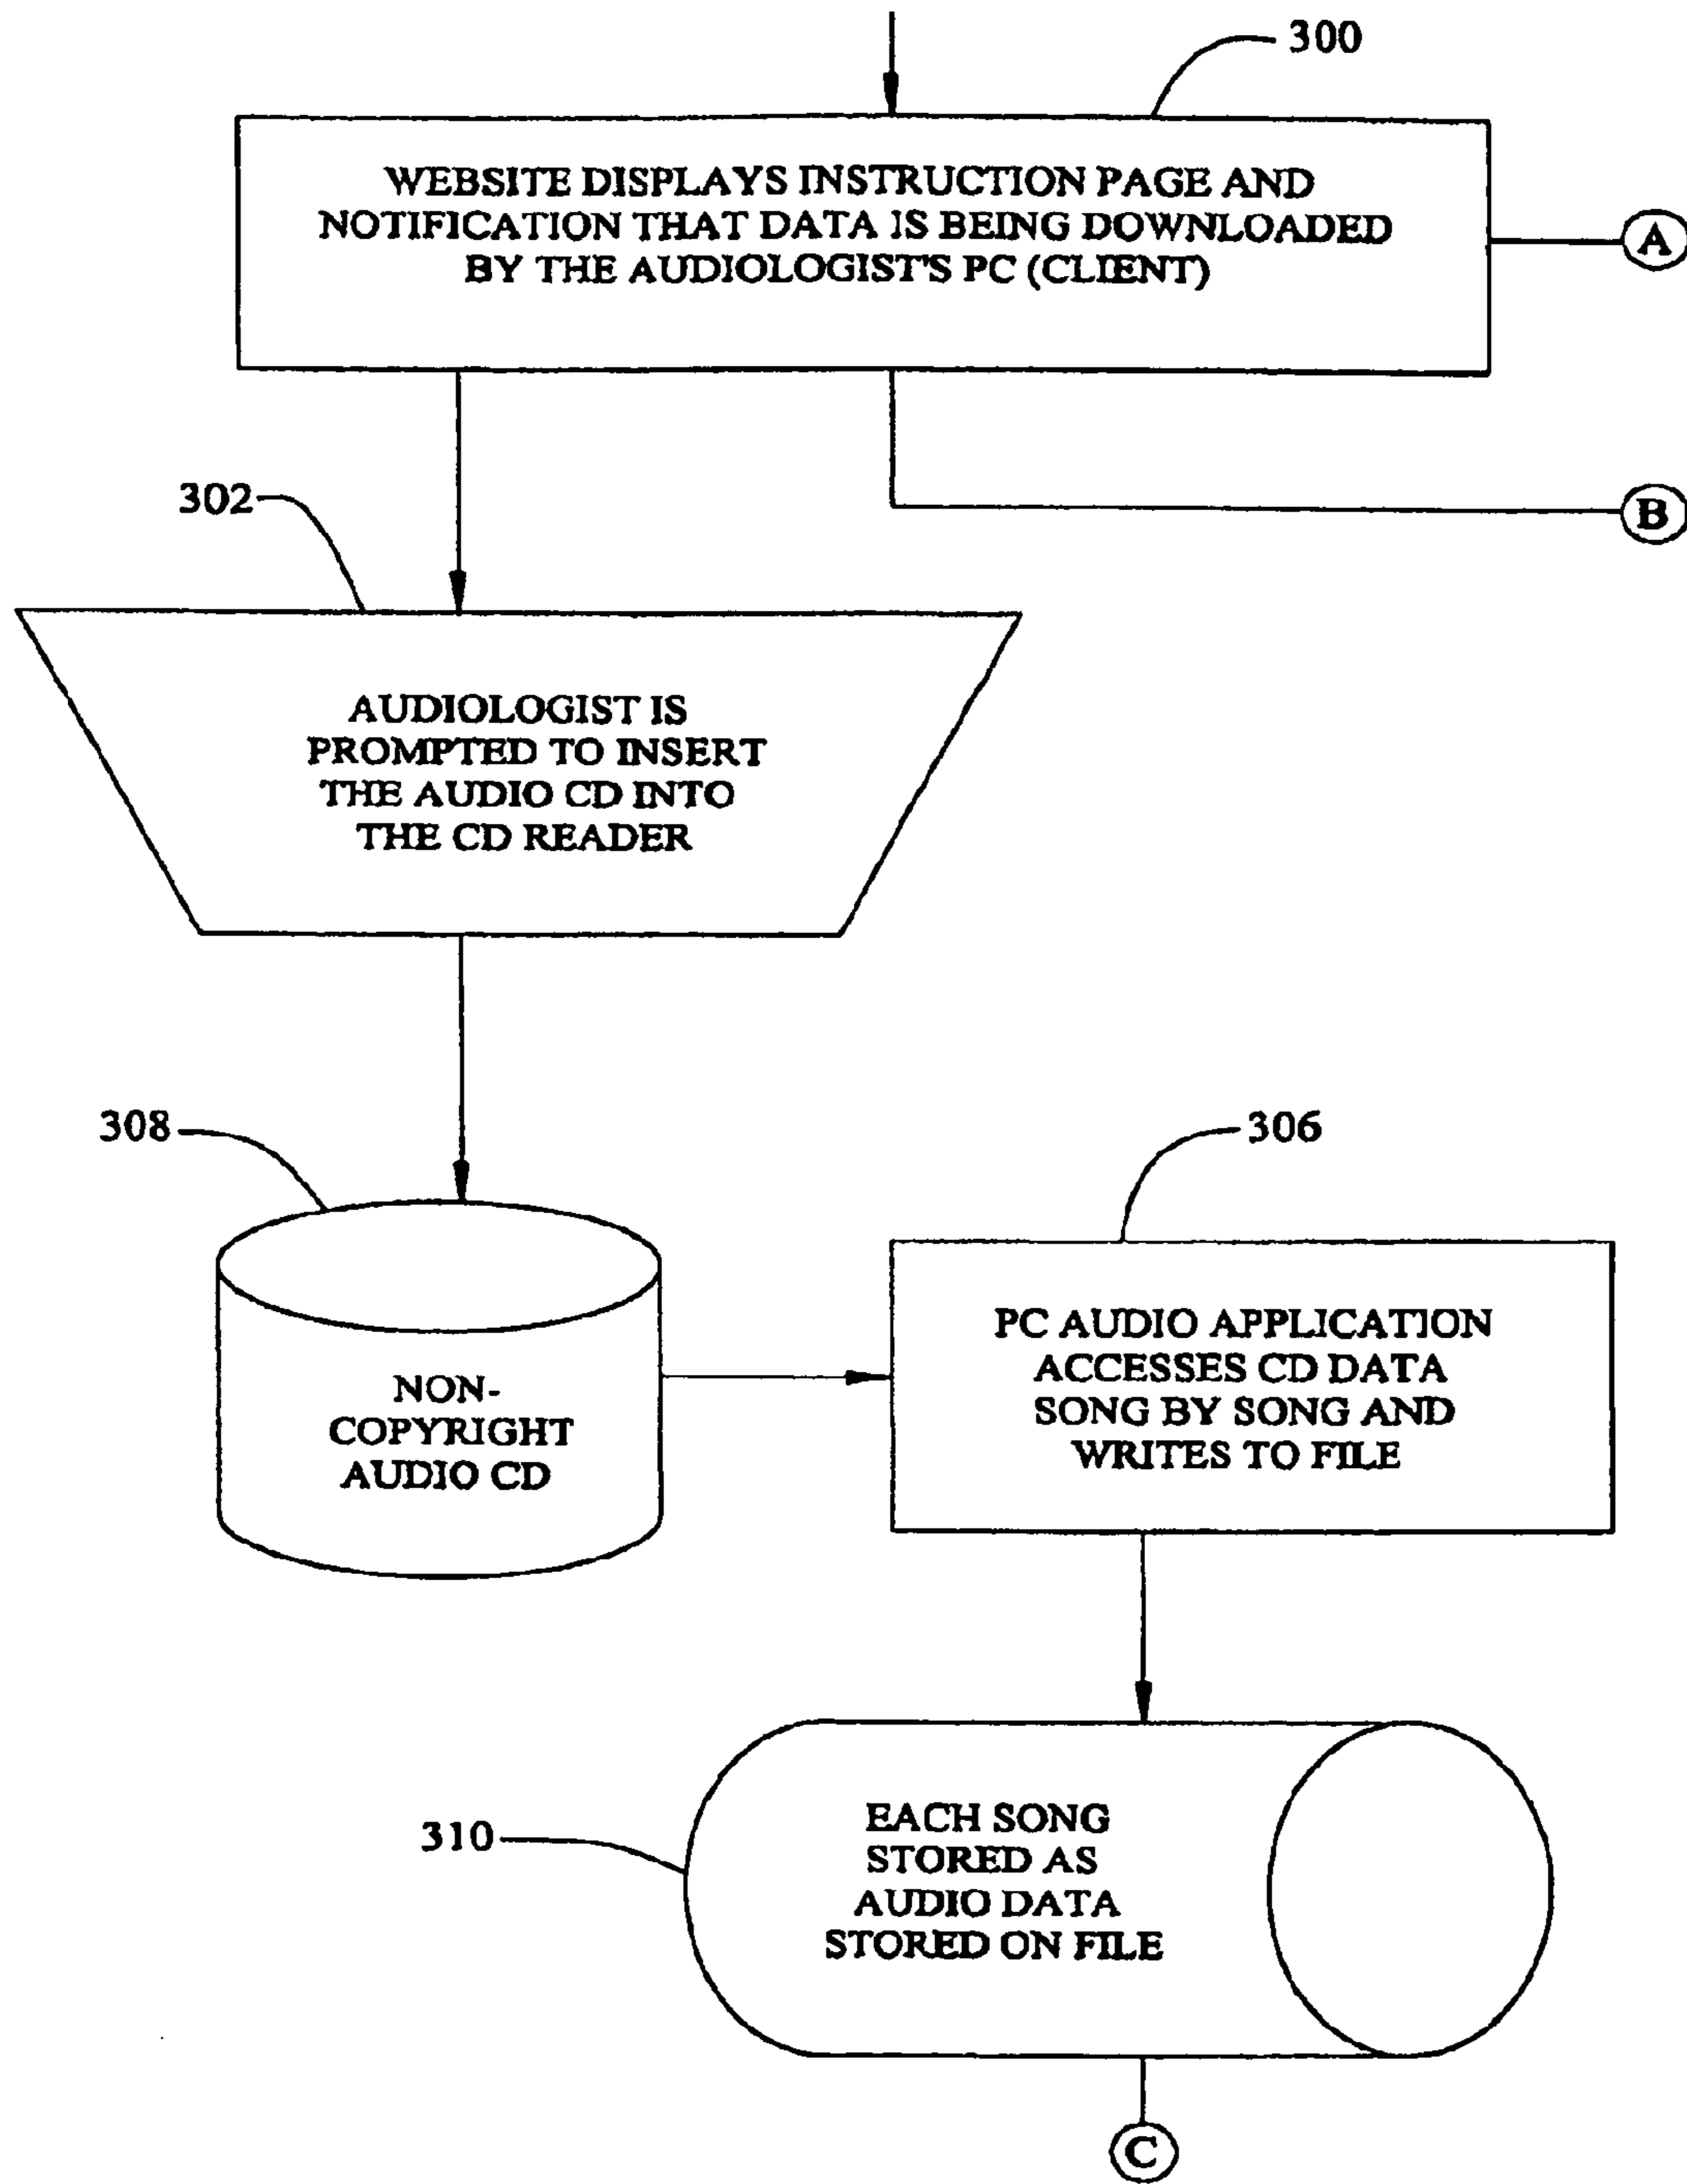 300
WEBSITE DISPLAYS INSTRUCTION PAGE AND
NOTIFICATION THAT DATA IS BEING DOWNLOADED
BY THE AUDIOLOGIST'S PC (CLIENT)
A
B
302
AUDIOLOGIST IS
PROMPTED TO INSERT
THE AUDIO CD INTO
THE CD READER
308
NON-
COPYRIGHT
AUDIO CD
306
PC AUDIO APPLICATION
ACCESSES CD DATA
SONG BY SONG AND
WRITES TO FILE
310
EACH SONG
STORED AS
AUDIO DATA
STORED ON FILE
C